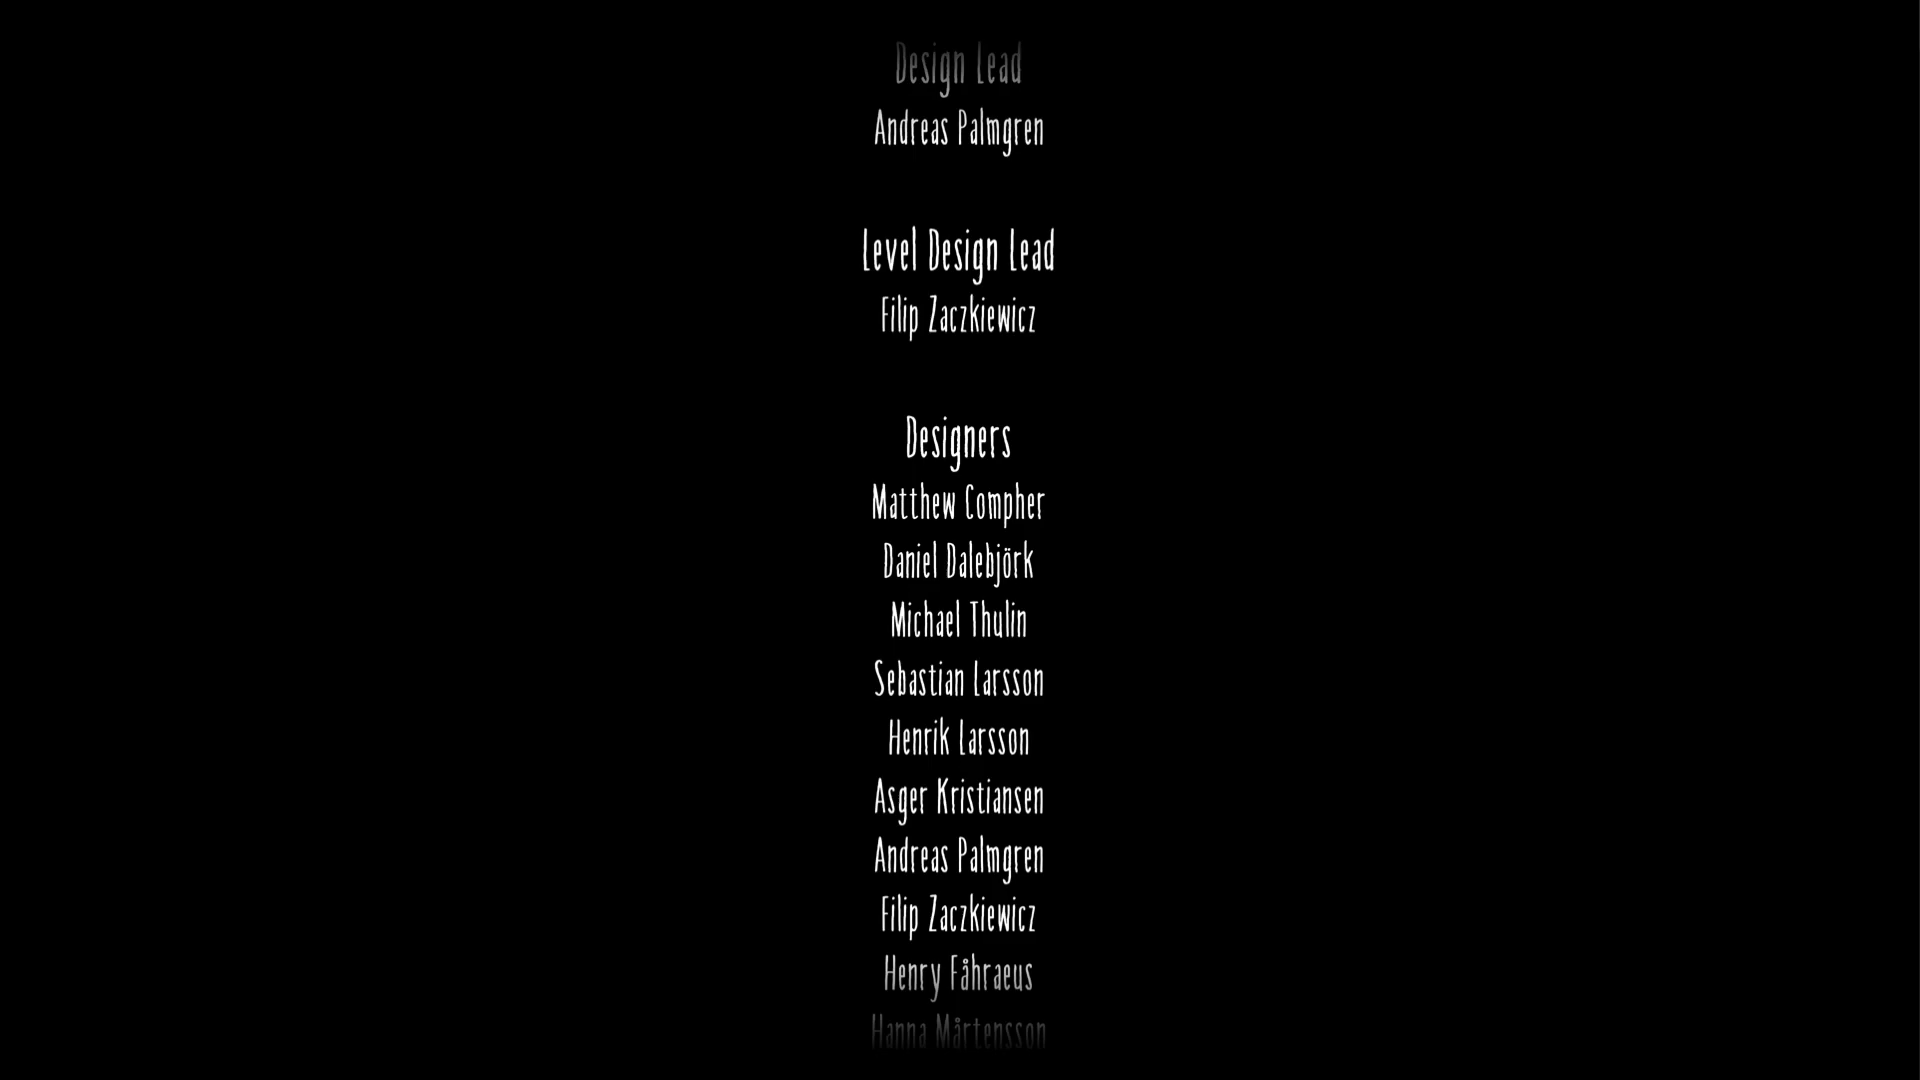 Design Lead
Andreas Palmgren
Level Design Lead
Filip Zaczkiewicz
Designers
Matthew Compher
Daniel Dalebjörk
Michael Thulin
Sebastian Larsson
Henrik Larsson
Asger Kristiansen
Andreas Palmgren
Filip Zaczkiewicz
Henry Fåhraeus
Hanna Mårtensson